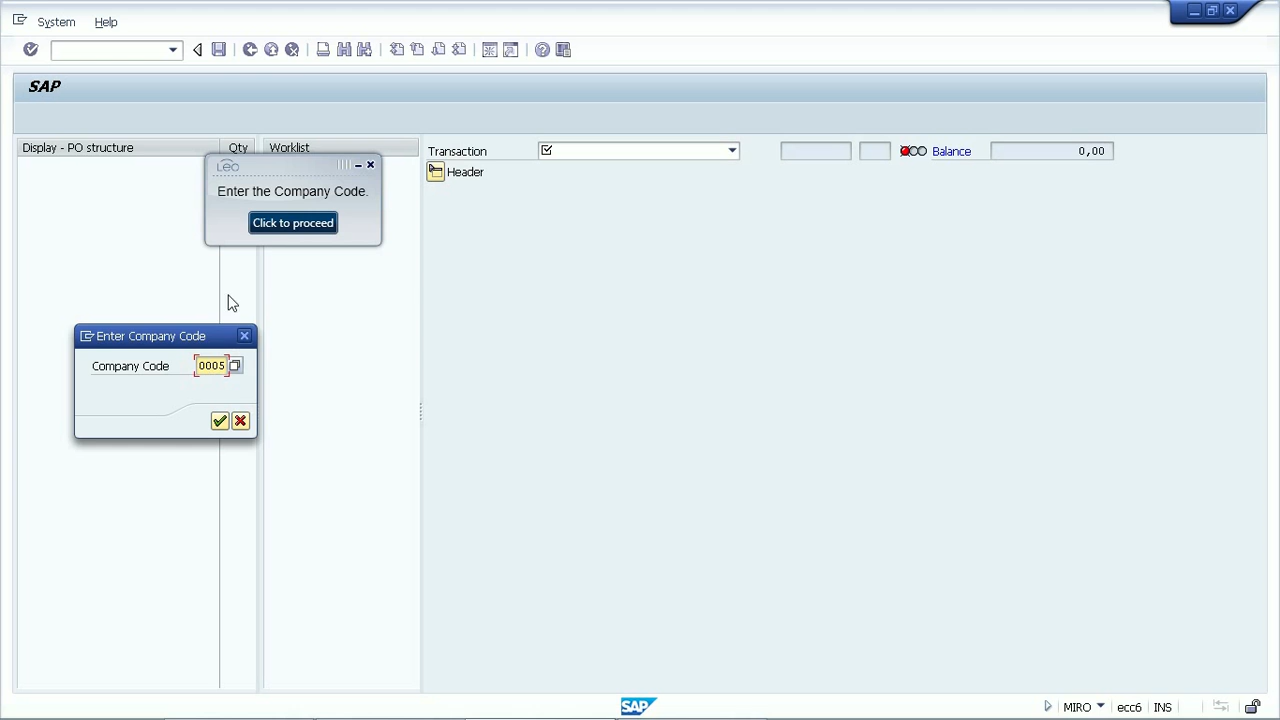 System Help
SAP
Display - PO structure Qty Worklist
Transaction Balance 0,00
Header
LEO
Enter the Company Code.
Click to proceed
Enter Company Code
Company Code 0005
SAP MIRO ecc6 INS